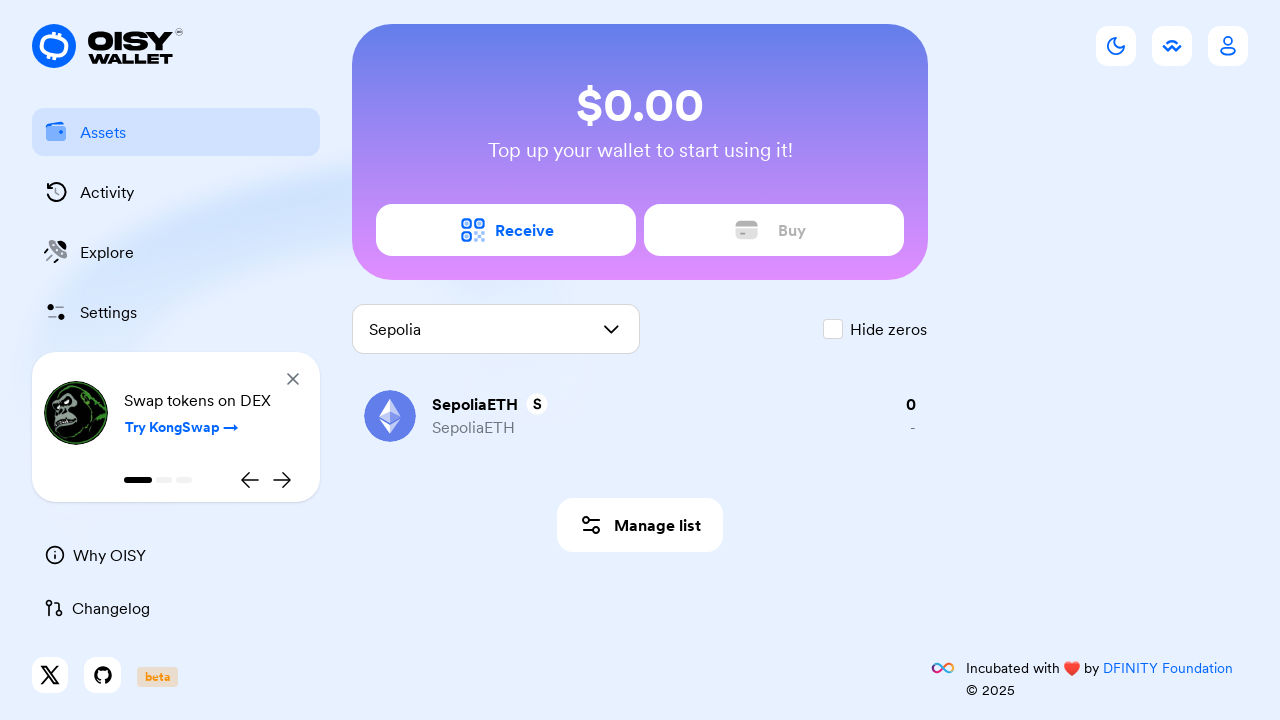 OISY
WALLET
Assets
Activity
Explore
Settings
Swap tokens on DEX
Try KongSwap →
Why OISY
Changelog
beta
$0.00
Top up your wallet to start using it!
Receive
Buy
Sepolia
Hide zeros
SepoliaETH S
0
SepoliaETH
-
Manage list
Incubated with ❤️ by DFINITY Foundation
© 2025